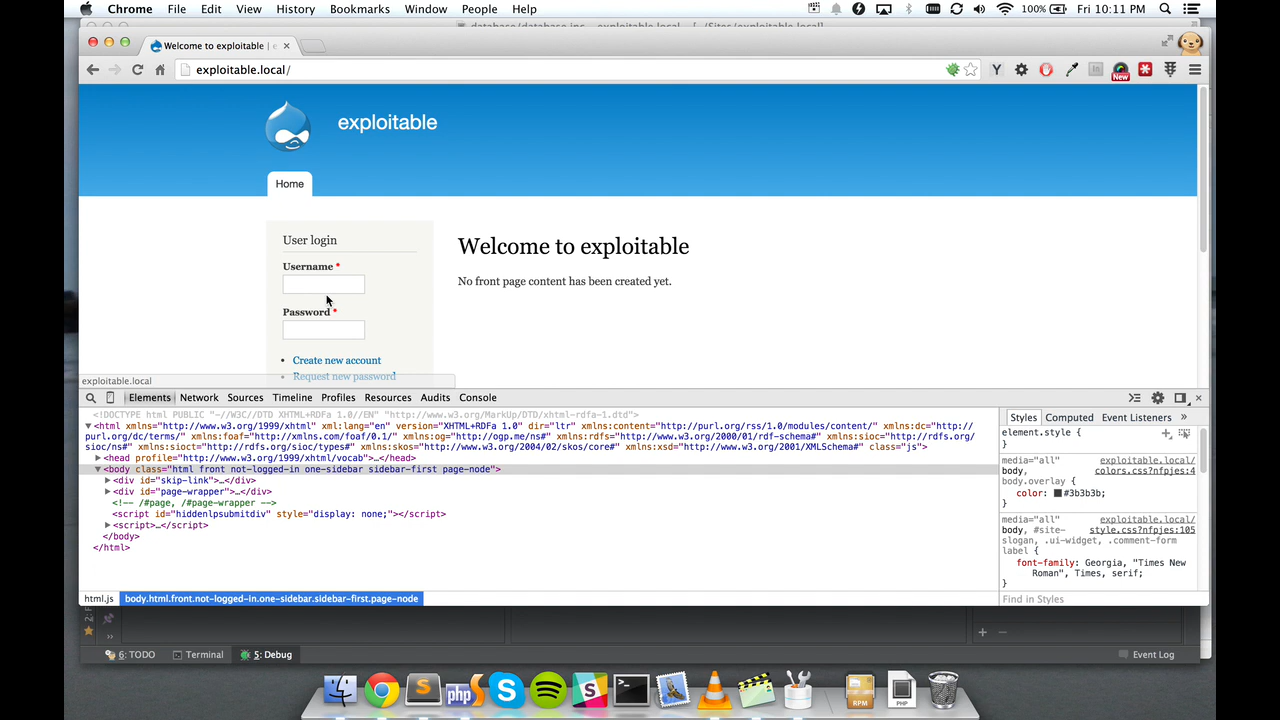 Chrome File Edit View History Bookmarks Window People Help 100% Fri 10:11 PM
Welcome to exploitable | e
exploitable.local/
New
exploitable
Home
User login
Username *
Password *
Create new account
Request new password
Welcome to exploitable
No front page content has been created yet.
exploitable.local
Elements Network Sources Timeline Profiles Resources Audits Console
<!DOCTYPE html PUBLIC "-//W3C//DTD XHTML+RDFa 1.0//EN" "http://www.w3.org/MarkUp/DTD/xhtml-rdfa-1.dtd">
<html xmlns="http://www.w3.org/1999/xhtml" xml:lang="en" version="XHTML+RDFa 1.0" dir="ltr" xmlns:content="http://purl.org/rss/1.0/modules/content/" xmlns:dc="http://
purl.org/dc/terms/" xmlns:foaf="http://xmlns.com/foaf/0.1/" xmlns:og="http://ogp.me/ns#" xmlns:rdfs="http://www.w3.org/2000/01/rdf-schema#" xmlns:sioc="http://rdfs.
org/sioc/ns#" xmlns:sioct="http://rdfs.org/sioc/types#" xmlns:skos="http://www.w3.org/2004/02/skos/core#" xmlns:xsd="http://www.w3.org/2001/XMLSchema#" class="js">
<head profile="http://www.w3.org/1999/xhtml/vocab">…</head>
<body class="html front not-logged-in one-sidebar sidebar-first page-node">
<div id="skip-link">…</div>
<div id="page-wrapper">…</div>
<!-- /#page, /#page-wrapper -->
<script id="hiddenlpsubmitdiv" style="display: none;"></script>
<script>…</script>
</body>
</html>
html.js body.html.front.not-logged-in.one-sidebar.sidebar-first.page-node
Styles Computed Event Listeners »
element.style {
}
media="all" exploitable.local/
body, colors.css?nfpjes:4
body.overlay {
color: #3b3b3b;
}
media="all" exploitable.local/
body, #site- style.css?nfpjes:105
slogan, .ui-widget, .comment-form
label {
font-family: Georgia, "Times New
Roman", Times, serif;
}
Find in Styles
6: TODO Terminal 5: Debug Event Log
php
RPM
PHP